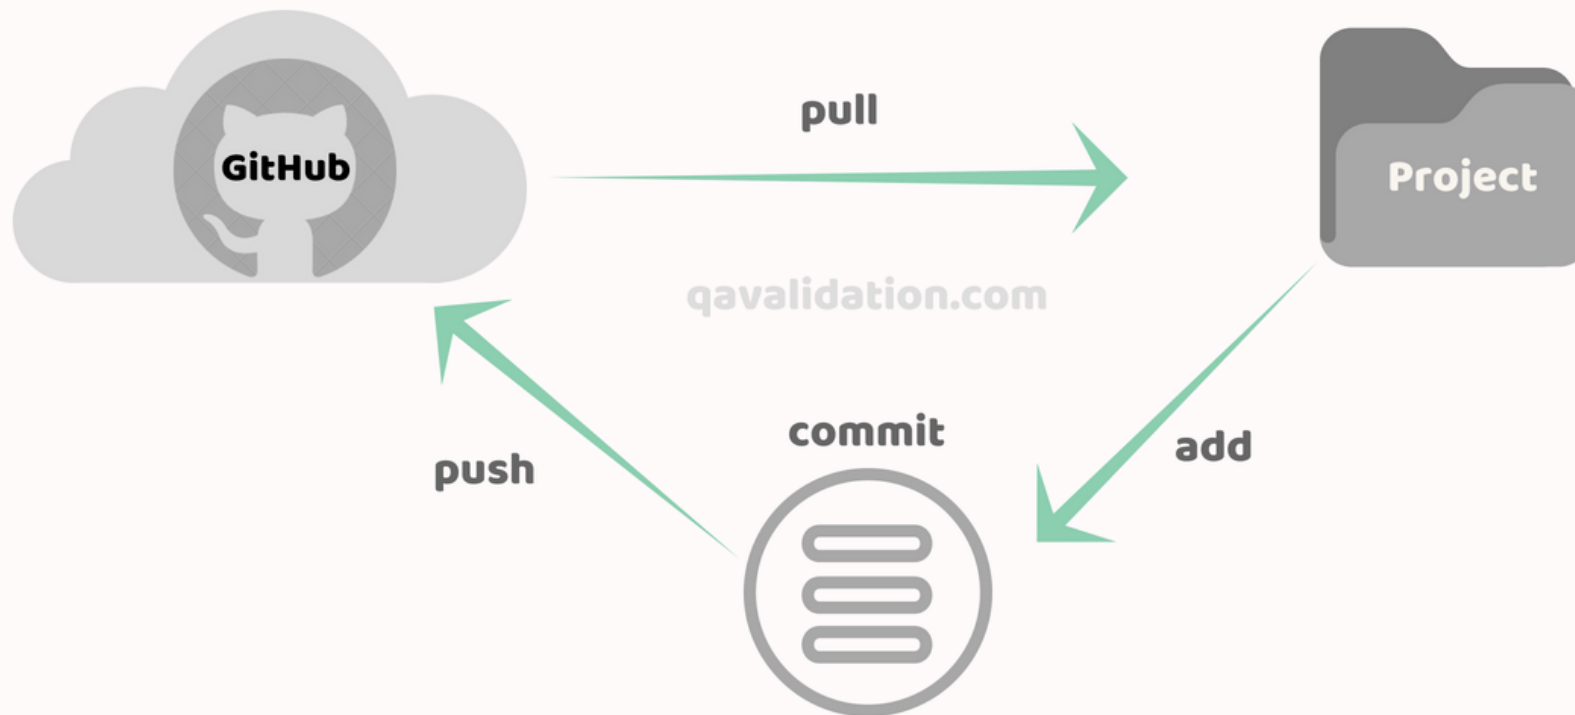 pull
GitHub
Project
qavalidation.com
commit
add
push